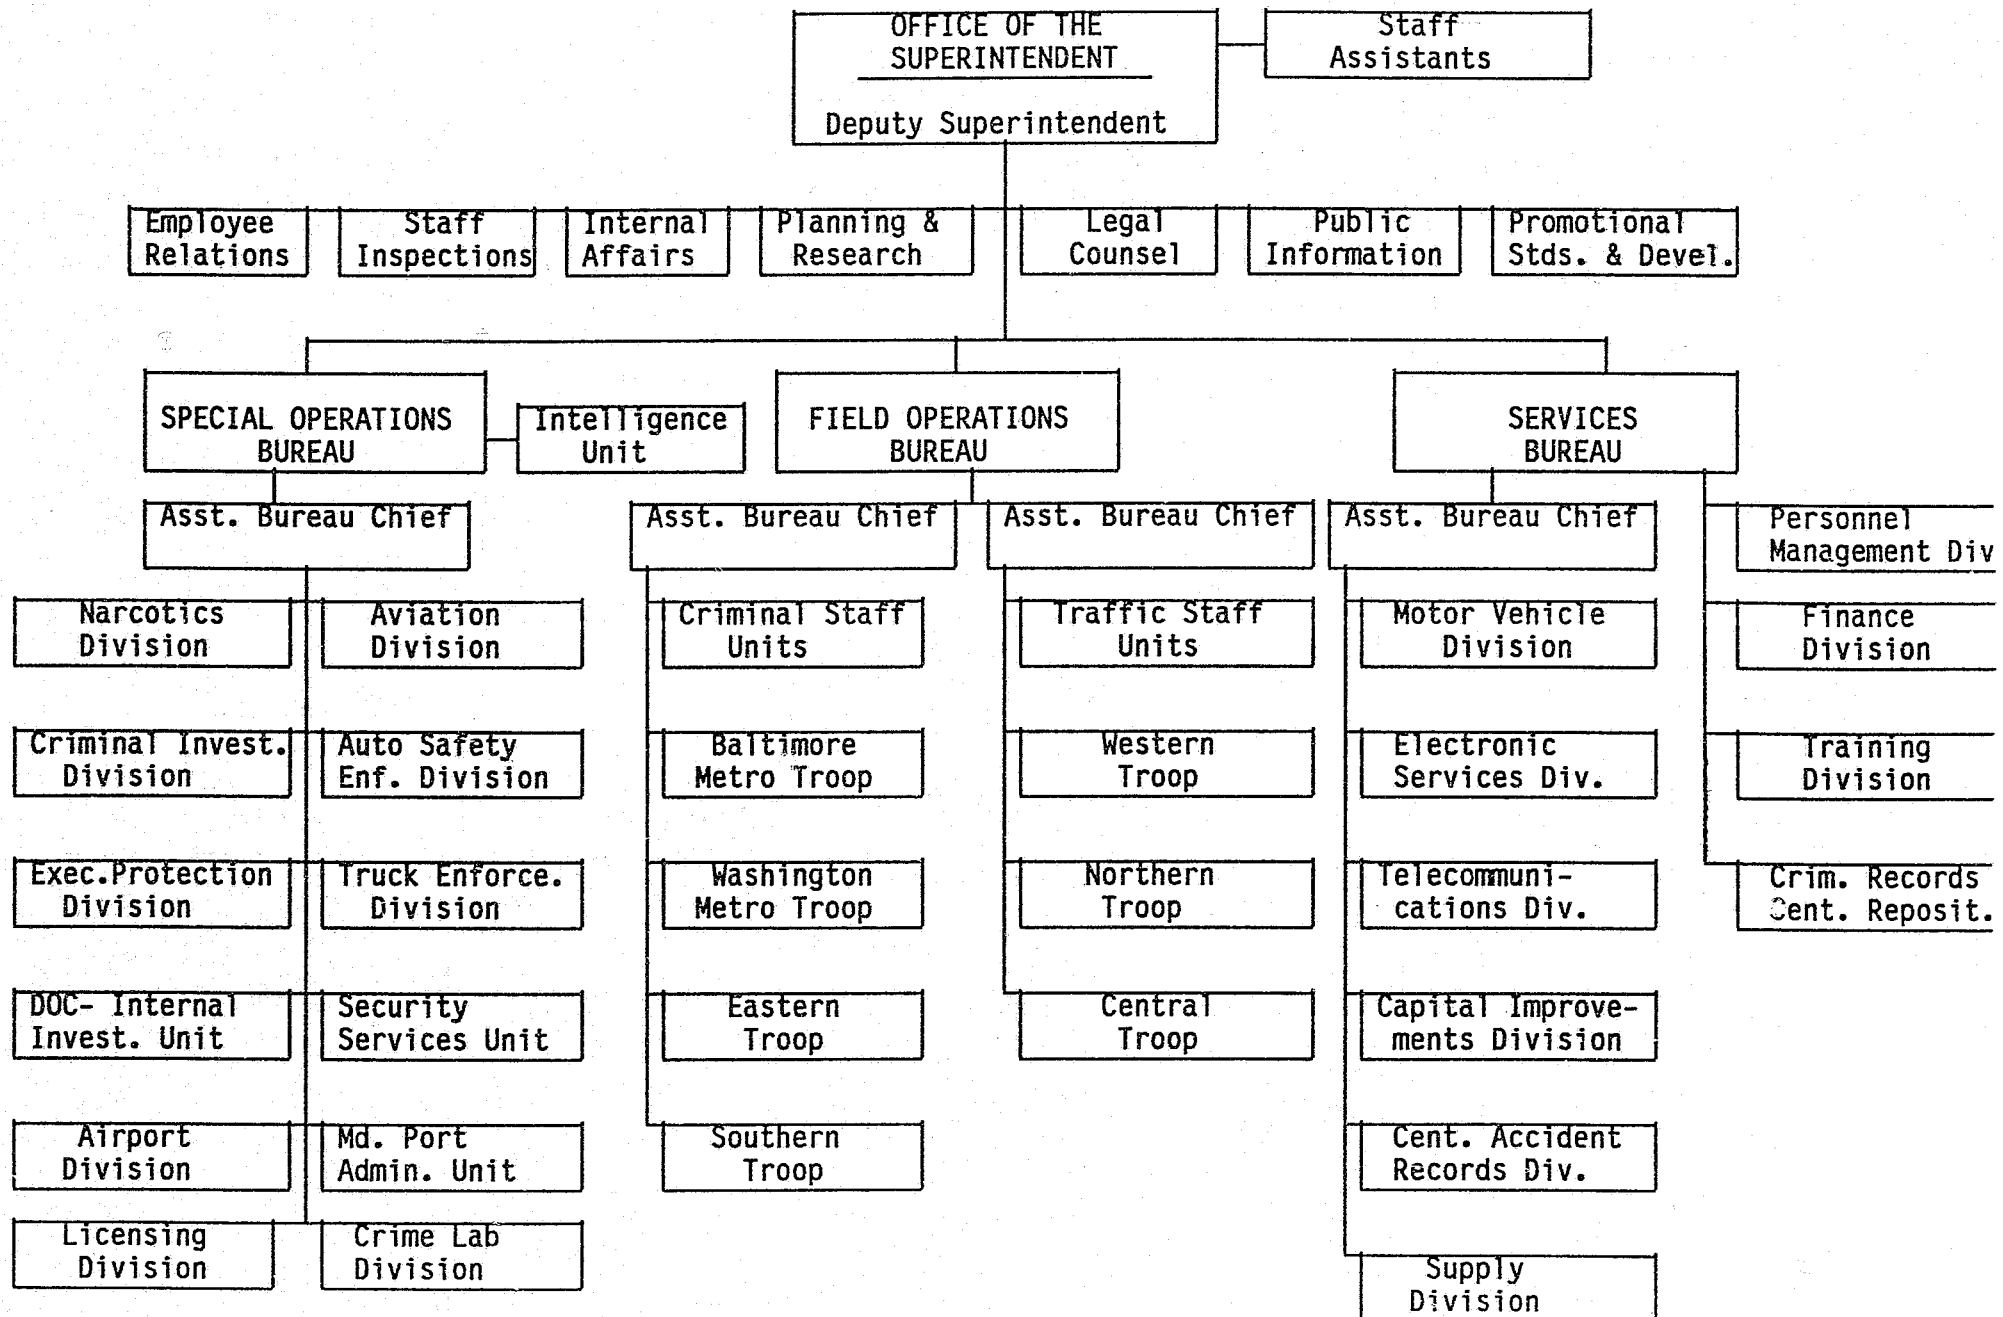 OFFICE OF THE
SUPERINTENDENT
Deputy Superintendent
Staff
Assistants
Employee
Relations
Staff
Inspections
Internal
Affairs
Planning &
Research
Legal
Counsel
Public
Information
Promotional
Stds. & Devel.
SPECIAL OPERATIONS
BUREAU
Intelligence
Unit
FIELD OPERATIONS
BUREAU
SERVICES
BUREAU
Asst. Bureau Chief
Asst. Bureau Chief
Asst. Bureau Chief
Asst. Bureau Chief
Personnel
Management Div
Narcotics
Division
Aviation
Division
Criminal Staff
Units
Traffic Staff
Units
Motor Vehicle
Division
Finance
Division
Criminal Invest.
Division
Auto Safety
Enf. Division
Baltimore
Metro Troop
Western
Troop
Electronic
Services Div.
Training
Division
Exec.Protection
Division
Truck Enforce.
Division
Washington
Metro Troop
Northern
Troop
Telecommuni-
cations Div.
Crim. Records
Cent. Reposit.
DOC- Internal
Invest. Unit
Security
Services Unit
Eastern
Troop
Central
Troop
Capital Improve-
ments Division
Airport
Division
Md. Port
Admin. Unit
Southern
Troop
Cent. Accident
Records Div.
Licensing
Division
Crime Lab
Division
Supply
Division